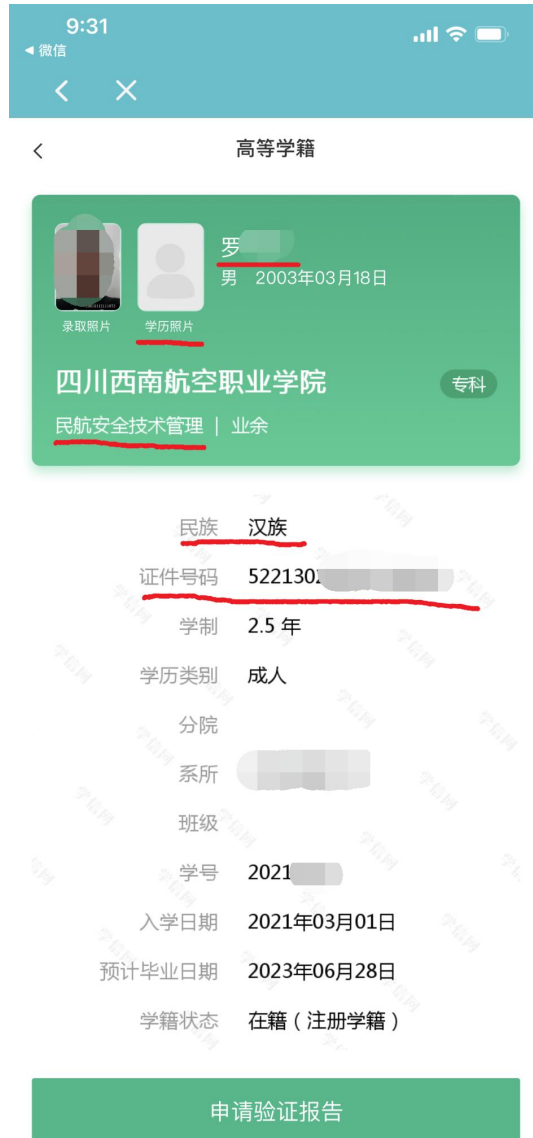 9:31
微信
高等学籍
罗
男 2003年03月18日
录取照片 学历照片
四川西南航空职业学院 专科
民航安全技术管理 | 业余
民族 汉族
证件号码 5221302
学制 2.5 年
学历类别 成人
分院
系所
班级
学号 2021
入学日期 2021年03月01日
预计毕业日期 2023年06月28日
学籍状态 在籍（注册学籍）
申请验证报告
学信网